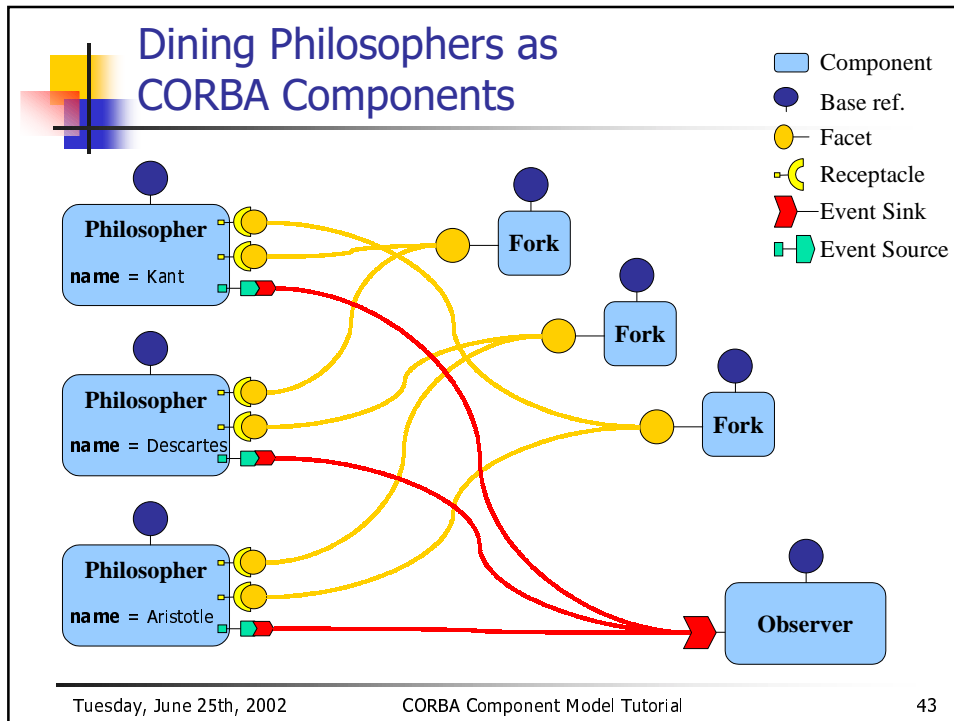 Dining Philosophers as
CORBA Components
Component
Base ref.
Facet
Receptacle
Event Sink
Event Source
Philosopher
name = Kant
Fork
Fork
Philosopher
name = Descartes
Fork
Philosopher
name = Aristotle
Observer
Tuesday, June 25th, 2002 CORBA Component Model Tutorial 43